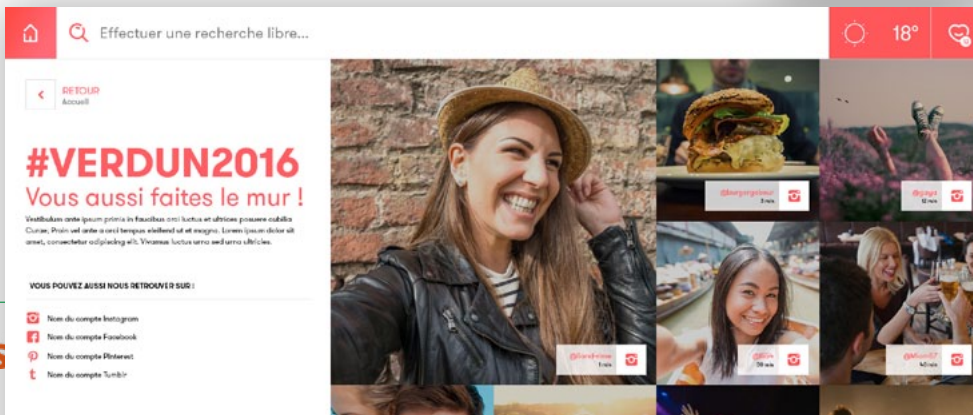 Effectuer une recherche libre...
18°
RETOUR
Accueil
#VERDUN2016
Vous aussi faites le mur !
Vestibulum ante ipsum primis in faucibus orci luctus et ultrices posuere cubilia
Curae; Proin vel ante a orci tempus eleifend ut et magna. Lorem ipsum dolor sit
amet, consectetur adipiscing elit. Vivamus luctus urna sed urna ultricies.
VOUS POUVEZ AUSSI NOUS RETROUVER SUR :
Nom du compte Instagram
Nom du compte Facebook
Nom du compte Pinterest
Nom du compte Tumblr